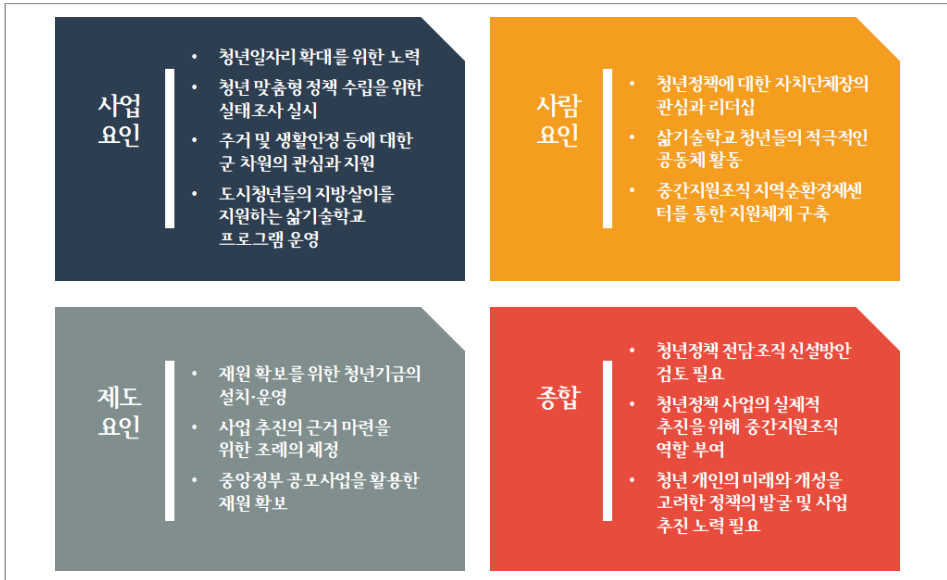 사업
요인
• 청년일자리 확대를 위한 노력
• 청년 맞춤형 정책 수립을 위한
실태조사 실시
• 주거 및 생활안정 등에 대한
군 차원의 관심과 지원
• 도시청년들의 지방살이를
지원하는 삶기술학교
프로그램 운영
사람
요인
• 청년정책에 대한 자치단체장의
관심과 리더십
• 삶기술학교 청년들의 적극적인
공동체 활동
• 중간지원조직 지역순환경제센
터를 통한 지원체계 구축
제도
요인
• 재원 확보를 위한 청년기금의
설치·운영
• 사업 추진의 근거 마련을
위한 조례의 제정
• 중앙정부 공모사업을 활용한
재원 확보
종합
• 청년정책 전담조직 신설방안
검토 필요
• 청년정책 사업의 실제적
추진을 위해 중간지원조직
역할 부여
• 청년 개인의 미래와 개성을
고려한 정책의 발굴 및 사업
추진 노력 필요